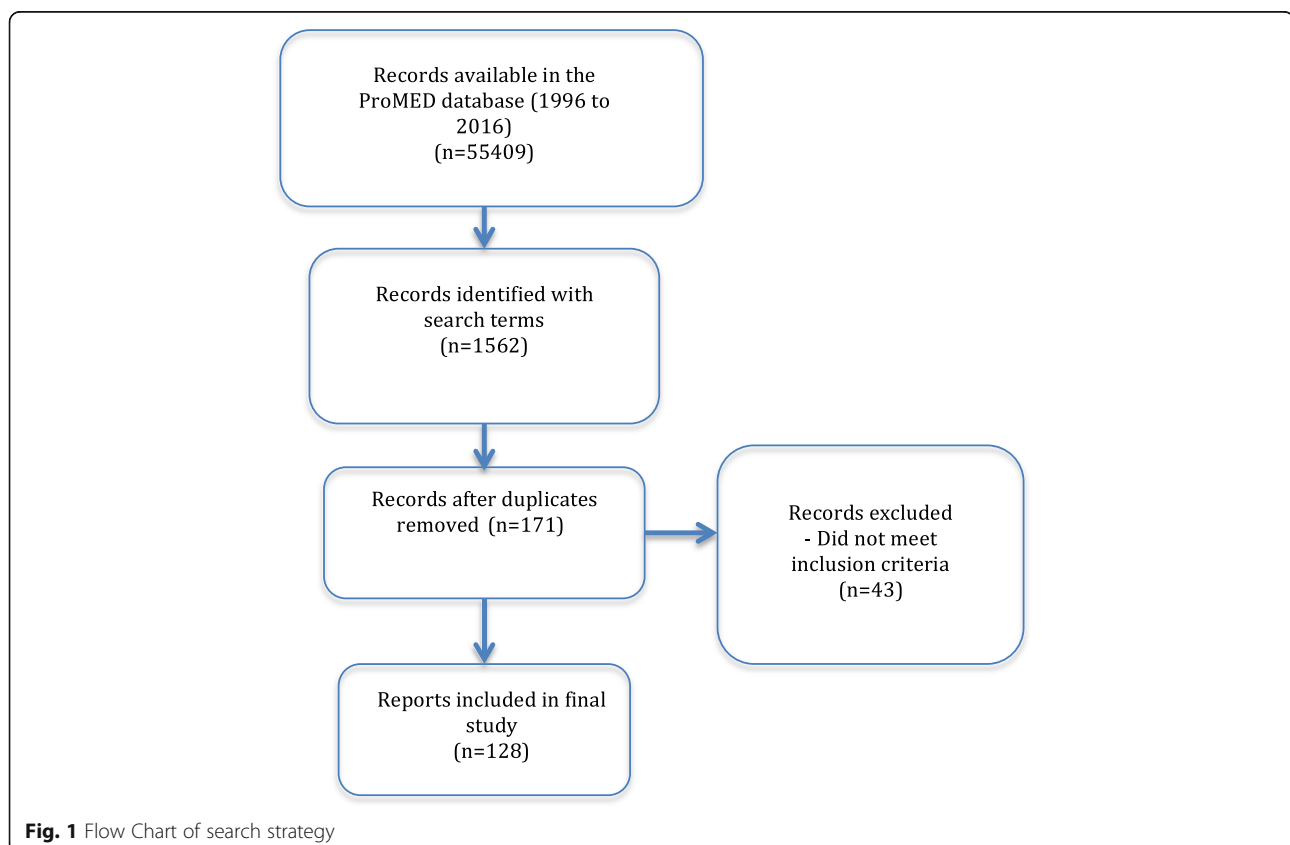 Records available in the
ProMED database (1996 to
2016)
(n=55409)
Records identified with
search terms
(n=1562)
Records after duplicates
removed (n=171)
Records excluded
- Did not meet
inclusion criteria
(n=43)
Reports included in final
study
(n=128)
Fig. 1 Flow Chart of search strategy